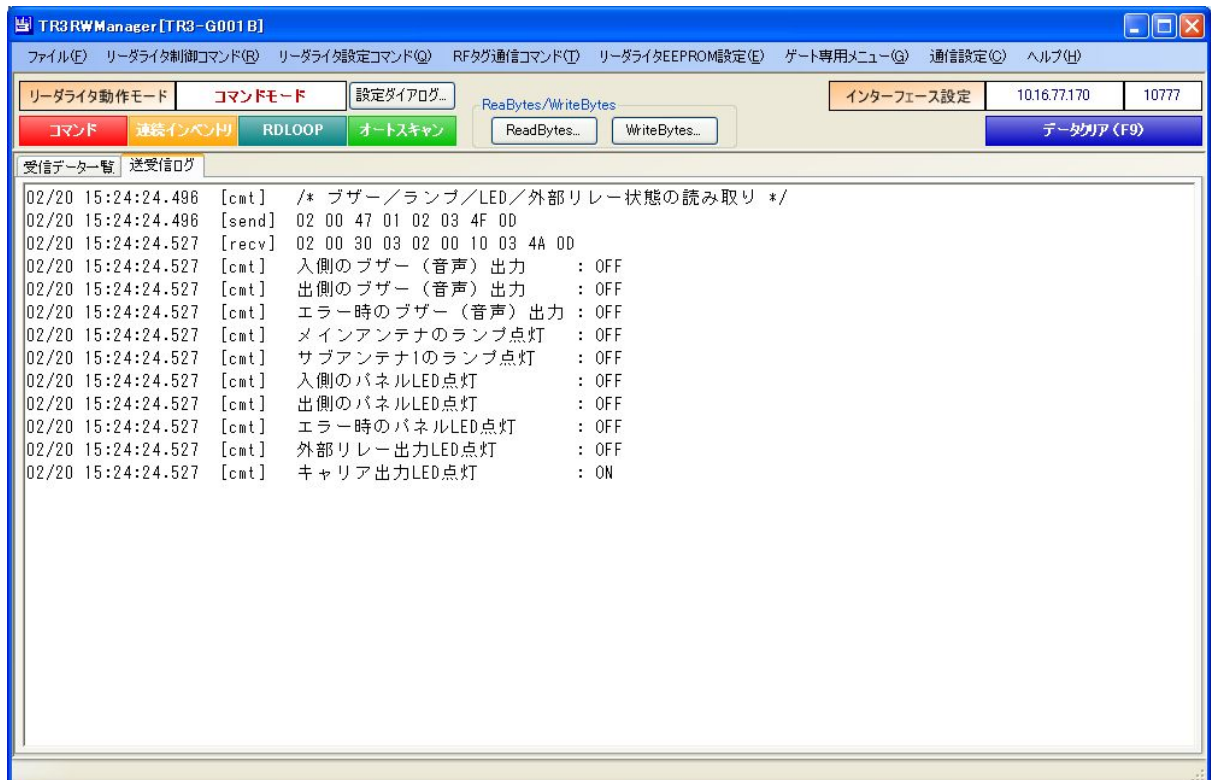 TR3RWManager[TR3-G001B]
ファイル(F) リーダライタ制御コマンド(R) リーダライタ設定コマンド(Q) RFタグ通信コマンド(T) リーダライタEEPROM設定(E) ゲート専用メニュー(G) 通信設定(C) ヘルプ(H)
リーダライタ動作モード コマンドモード 設定ダイアログ... ReaBytes/WriteBytes インターフェース設定 10.16.77.170 10777
コマンド 連続インベントリ RDLOOP オートスキャン ReadBytes... WriteBytes... データクリア(F9)
受信データ一覧 送受信ログ
02/20 15:24:24.496 [cmt] /* ブザー/ランプ/LED/外部リレー状態の読み取り */
02/20 15:24:24.496 [send] 02 00 47 01 02 03 4F 0D
02/20 15:24:24.527 [recv] 02 00 30 03 02 00 10 03 4A 0D
02/20 15:24:24.527 [cmt] 入側のブザー(音声)出力 : OFF
02/20 15:24:24.527 [cmt] 出側のブザー(音声)出力 : OFF
02/20 15:24:24.527 [cmt] エラー時のブザー(音声)出力 : OFF
02/20 15:24:24.527 [cmt] メインアンテナのランプ点灯 : OFF
02/20 15:24:24.527 [cmt] サブアンテナ1のランプ点灯 : OFF
02/20 15:24:24.527 [cmt] 入側のパネルLED点灯 : OFF
02/20 15:24:24.527 [cmt] 出側のパネルLED点灯 : OFF
02/20 15:24:24.527 [cmt] エラー時のパネルLED点灯 : OFF
02/20 15:24:24.527 [cmt] 外部リレー出力LED点灯 : OFF
02/20 15:24:24.527 [cmt] キャリア出力LED点灯 : ON